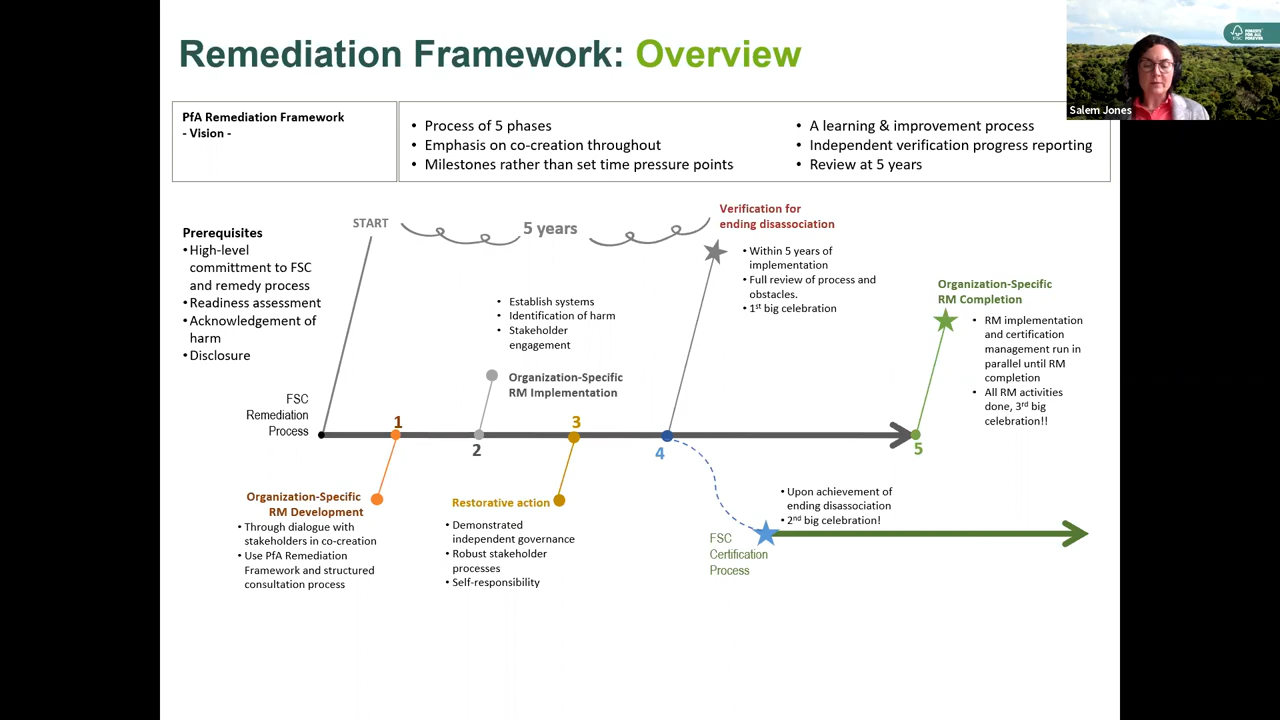 Remediation Framework: Overview
FSC
FORESTS
FOR ALL
FOREVER
Salem Jones
PfA Remediation Framework
- Vision -
• Process of 5 phases
• Emphasis on co-creation throughout
• Milestones rather than set time pressure points
• A learning & improvement process
• Independent verification progress reporting
• Review at 5 years
Prerequisites
• High-level
committment to FSC
and remedy process
• Readiness assessment
• Acknowledgement of
harm
• Disclosure
START
5 years
Verification for
ending disassociation
• Within 5 years of
implementation
• Full review of process and
obstacles.
• 1st big celebration
• Establish systems
• Identification of harm
• Stakeholder
engagement
Organization-Specific
RM Implementation
Organization-Specific
RM Completion
• RM implementation
and certification
management run in
parallel until RM
completion
• All RM activities
done, 3rd big
celebration!!
FSC
Remediation
Process
1
2
3
4
5
Organization-Specific
RM Development
• Through dialogue with
stakeholders in co-creation
• Use PfA Remediation
Framework and structured
consultation process
Restorative action
• Demonstrated
independent governance
• Robust stakeholder
processes
• Self-responsibility
• Upon achievement of
ending disassociation
• 2nd big celebration!
FSC
Certification
Process